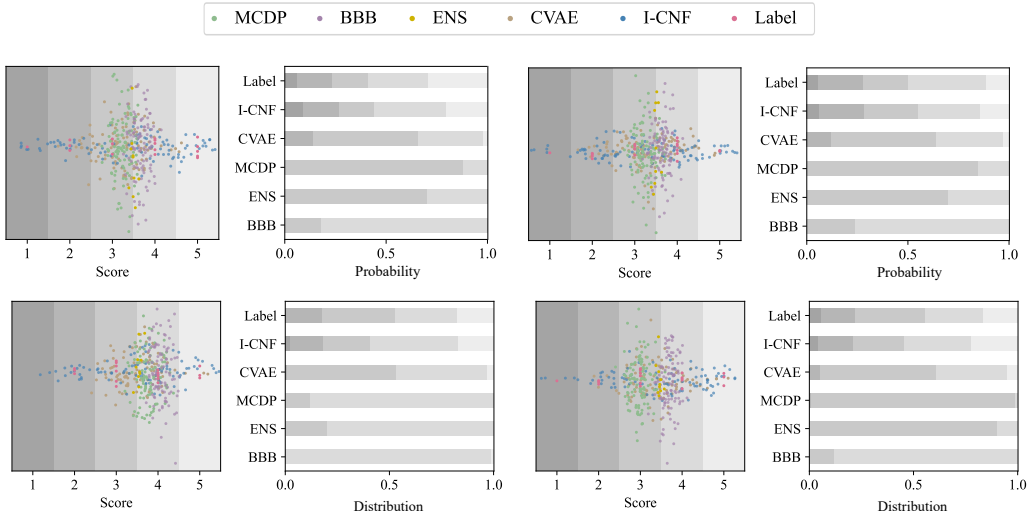 MCDP BBB ENS CVAE I-CNF Label
1 2 3 4 5
Score
Label
I-CNF
CVAE
MCDP
ENS
BBB
0.0 0.5 1.0
Probability
1 2 3 4 5
Score
Label
I-CNF
CVAE
MCDP
ENS
BBB
0.0 0.5 1.0
Probability
1 2 3 4 5
Score
Label
I-CNF
CVAE
MCDP
ENS
BBB
0.0 0.5 1.0
Distribution
1 2 3 4 5
Score
Label
I-CNF
CVAE
MCDP
ENS
BBB
0.0 0.5 1.0
Distribution